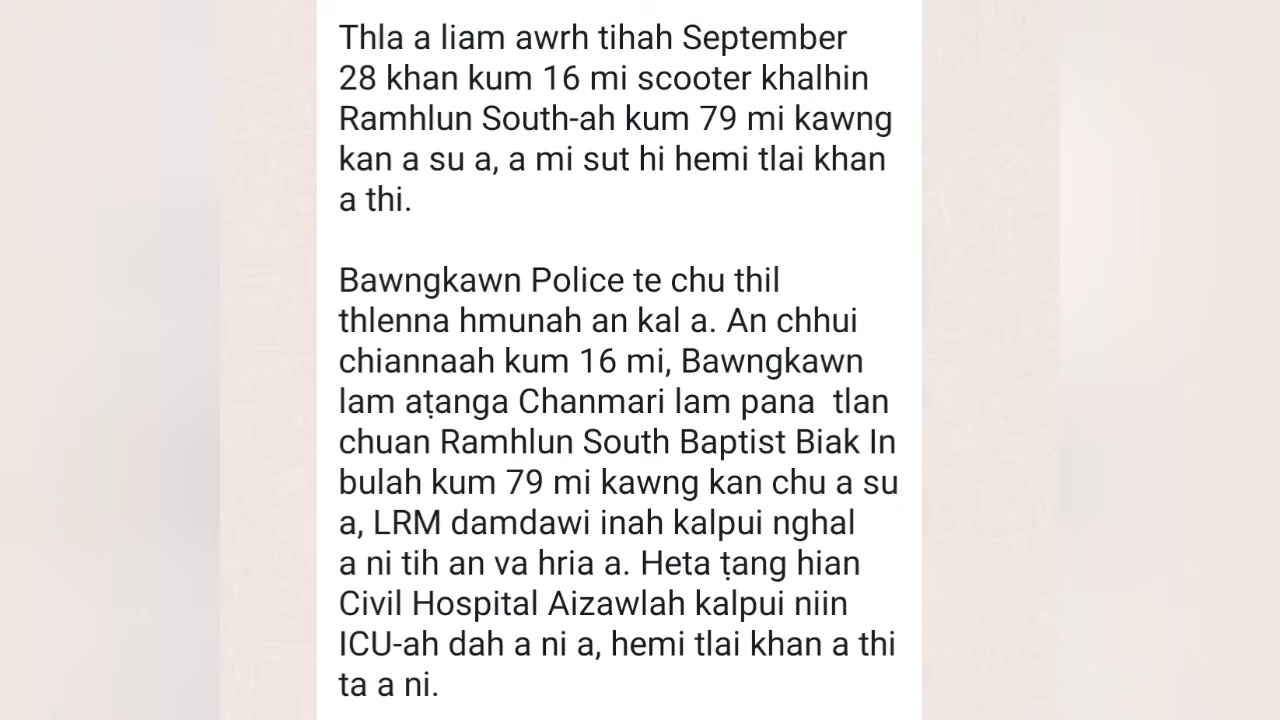 Thla a liam awrh tihah September
28 khan kum 16 mi scooter khalhin
Ramhlun South-ah kum 79 mi kawng
kan a su a, a mi sut hi hemi tlai khan
a thi.
Bawngkawn Police te chu thil
thlenna hmunah an kal a. An chhui
chiannaah kum 16 mi, Bawngkawn
lam aṭanga Chanmari lam pana  tlan
chuan Ramhlun South Baptist Biak In
bulah kum 79 mi kawng kan chu a su
a, LRM damdawi inah kalpui nghal
a ni tih an va hria a. Heta ṭang hian
Civil Hospital Aizawlah kalpui niin
ICU-ah dah a ni a, hemi tlai khan a thi
ta a ni.